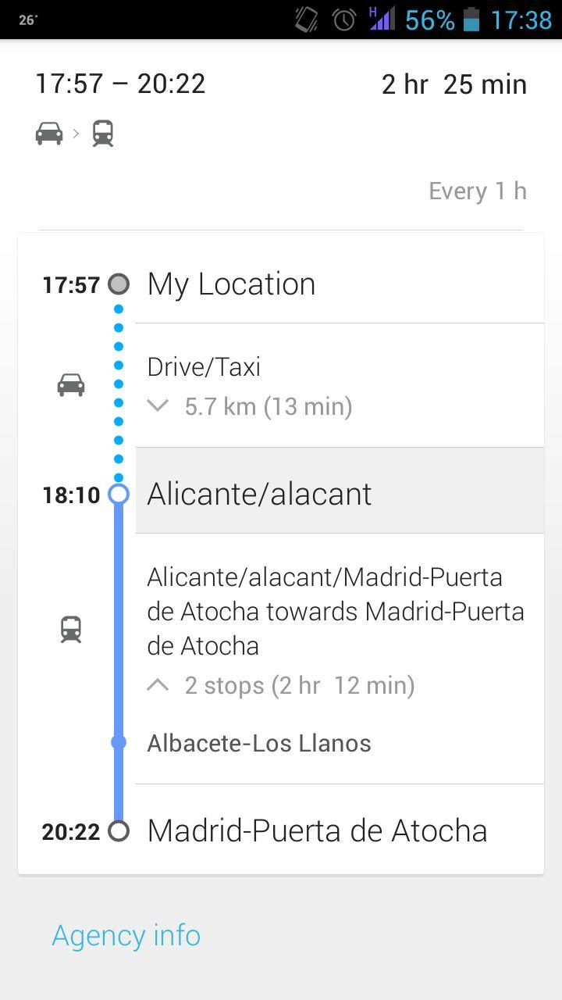 26°
H 56% 17:38
17:57 – 20:22 2 hr 25 min
Every 1 h
17:57 My Location
Drive/Taxi
5.7 km (13 min)
18:10 Alicante/alacant
Alicante/alacant/Madrid-Puerta
de Atocha towards Madrid-Puerta
de Atocha
2 stops (2 hr 12 min)
Albacete-Los Llanos
20:22 Madrid-Puerta de Atocha
Agency info